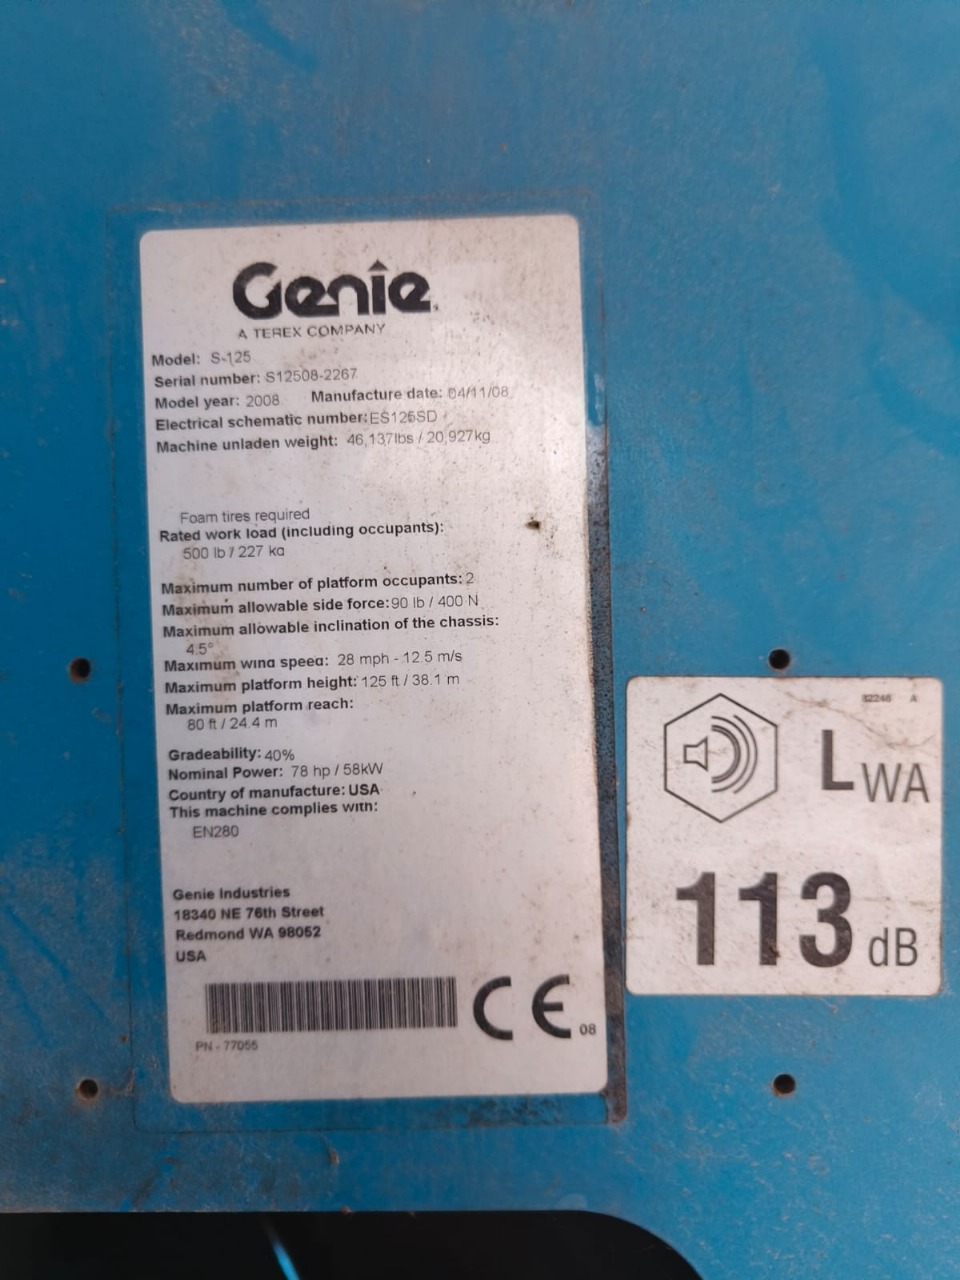 Genie
A TEREX COMPANY
Model: S-125
Serial number: S12508-2267
Model year: 2008 Manufacture date: 04/11/08
Electrical schematic number: ES125SD
Machine unladen weight: 46,137lbs / 20,927kg
Foam tires required
Rated work load (including occupants):
500 lb / 227 kg
Maximum number of platform occupants: 2
Maximum allowable side force: 90 lb / 400 N
Maximum allowable inclination of the chassis:
4.5°
Maximum wind speed: 28 mph - 12.5 m/s
Maximum platform height: 125 ft / 38.1 m
Maximum platform reach:
80 ft / 24.4 m
Gradeability: 40%
Nominal Power: 78 hp / 58kW
Country of manufacture: USA
This machine complies with:
EN280
Genie Industries
18340 NE 76th Street
Redmond WA 98052
USA
CE 08
PN - 77055
82246 A
LWA
113 dB